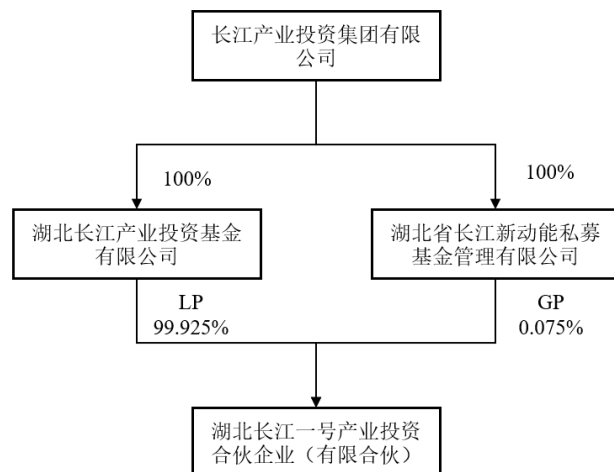 长江产业投资集团有限
公司
100%
100%
湖北长江产业投资基金
有限公司
湖北省长江新动能私募
基金管理有限公司
LP
99.925%
GP
0.075%
湖北长江一号产业投资
合伙企业（有限合伙）